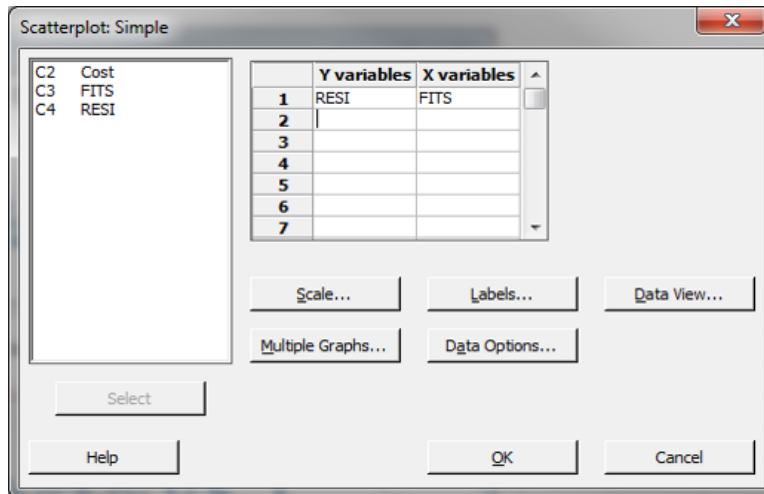 Scatterplot: Simple
x
C2 Cost
C3 FITS
C4 RESI
Y variables X variables
1 RESI FITS
2
3
4
5
6
7
Scale... Labels... Data View...
Multiple Graphs... Data Options...
Select
Help OK Cancel